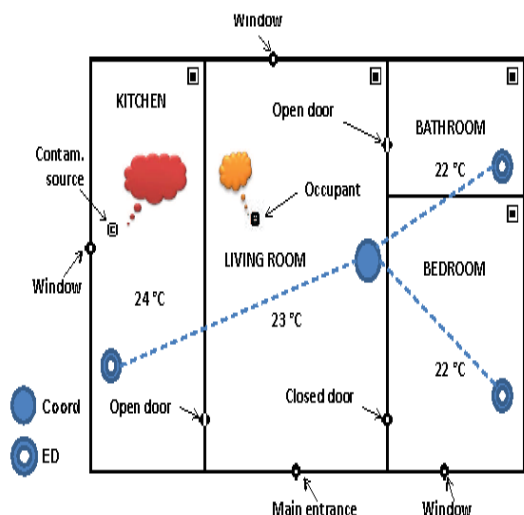 Window
KITCHEN
Open door
BATHROOM
22 °C
Contam.
source
C
Occupant
Window
LIVING ROOM
BEDROOM
24 °C
23 °C
22 °C
Coord
Open door
Closed door
ED
Main entrance
Window